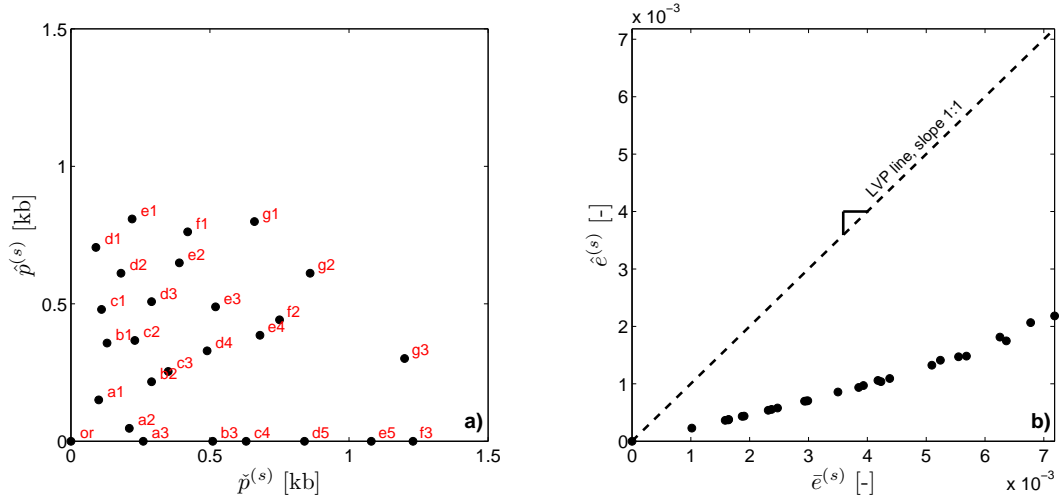 1.5
1
0.5
0
0
0.5
1
1.5
p̂^(s) [kb]
p̌^(s) [kb]
e1
f1
g1
d1
e2
d2
g2
d3
c1
e3
f2
b1
c2
e4
d4
c3
g3
b2
a1
a2
or
a3
b3
c4
d5
e5
f3
a)
x 10^-3
7
6
5
4
3
2
1
0
0
1
2
3
4
5
6
7
x 10^-3
ê^(s) [-]
ē^(s) [-]
LVP line, slope 1:1
b)